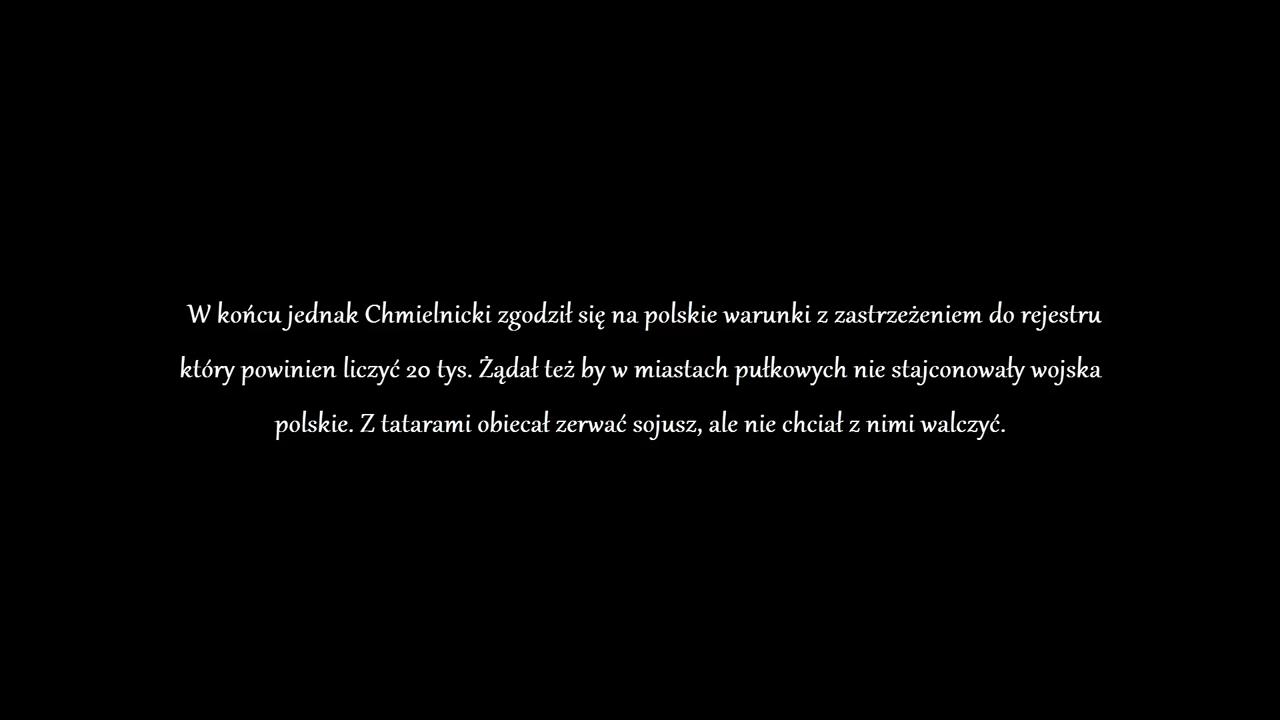 W końcu jednak Chmielnicki zgodził się na polskie warunki z zastrzeżeniem do rejestru
który powinien liczyć 20 tys. Żądał też by w miastach pułkowych nie stajconowały wojska
polskie. Z tatarami obiecał zerwać sojusz, ale nie chciał z nimi walczyć.